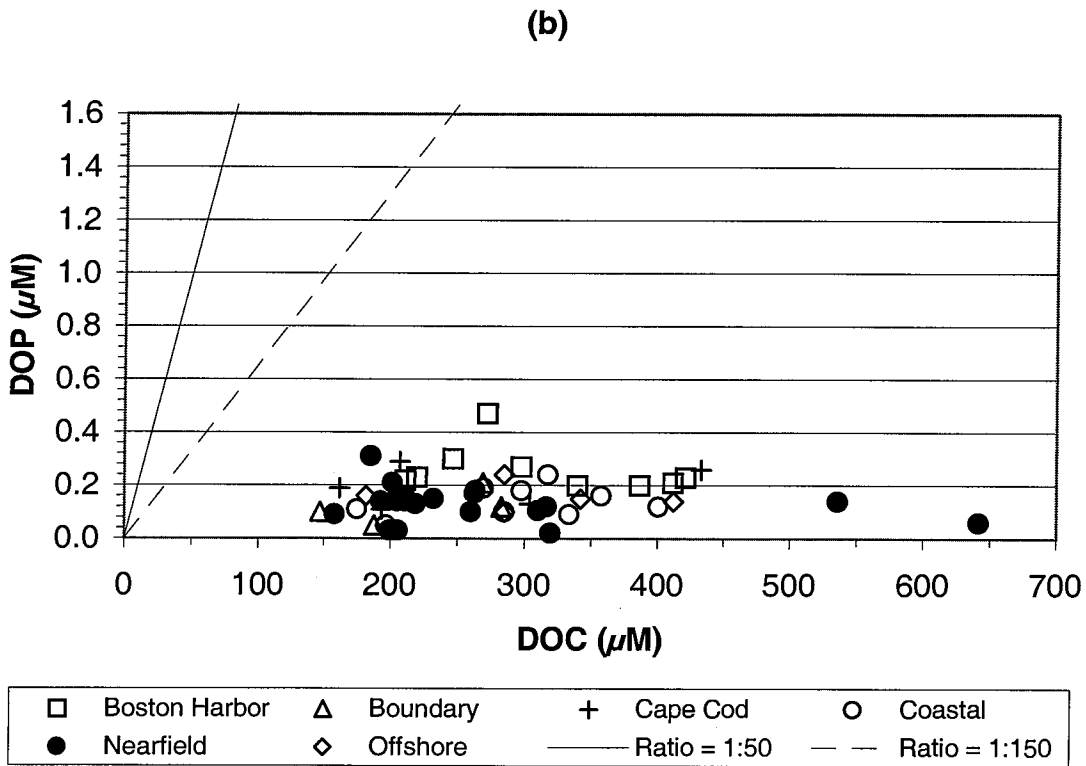 (b)
1.6
1.4
1.2
1.0
0.8
0.6
0.4
0.2
0.0
DOP (µM)
0 100 200 300 400 500 600 700
DOC (µM)
Boston Harbor Boundary Cape Cod Coastal
Nearfield Offshore Ratio = 1:50 Ratio = 1:150